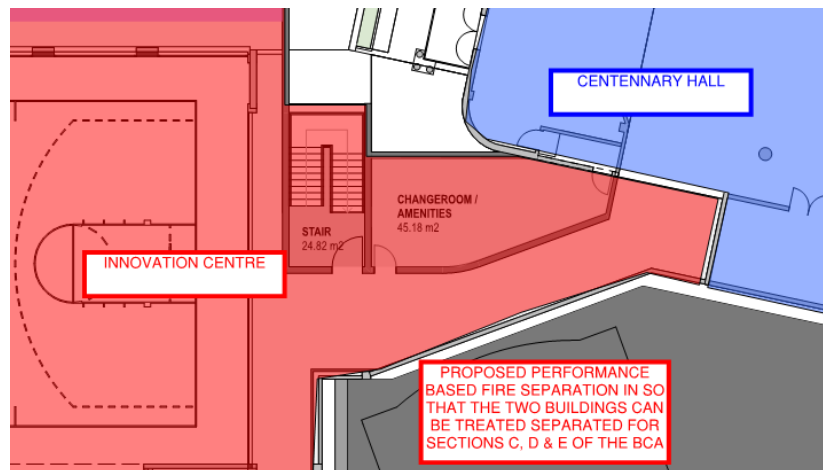 CENTENNARY HALL
CHANGEROOM /
AMENITIES
45.18 m2
STAIR
24.82 m2
INNOVATION CENTRE
PROPOSED PERFORMANCE
BASED FIRE SEPARATION IN SO
THAT THE TWO BUILDINGS CAN
BE TREATED SEPARATED FOR
SECTIONS C, D & E OF THE BCA